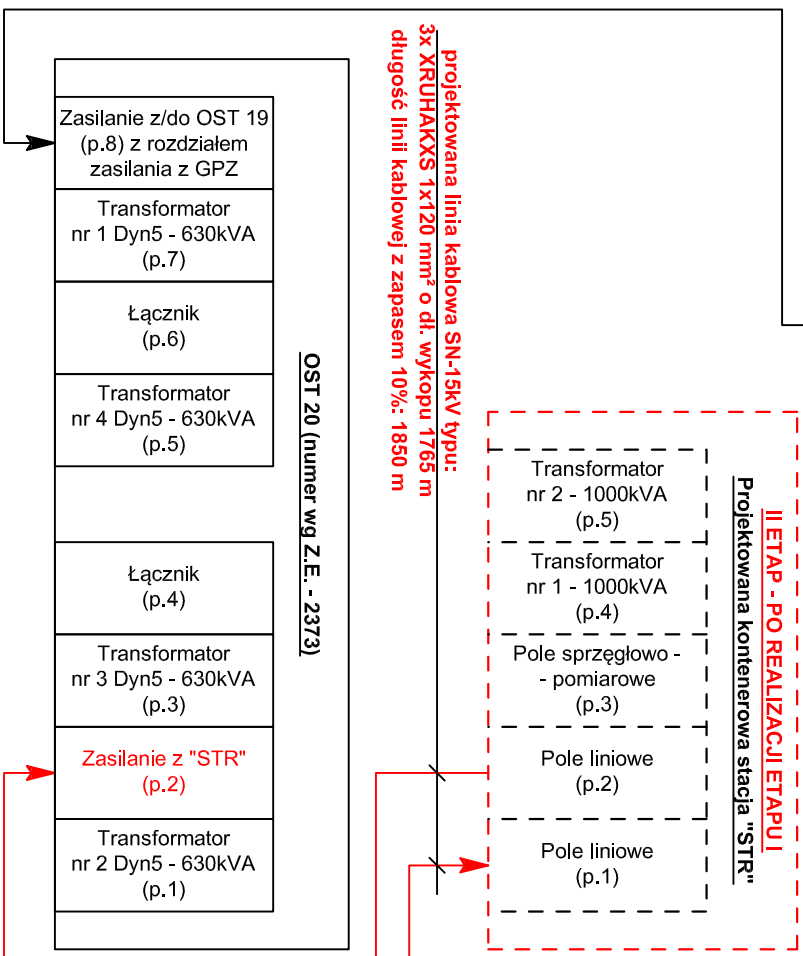 Zasilanie z/do OST 19
(p.8) z rozdziałem
zasilania z GPZ
Transformator
nr 1 Dyn5 - 630kVA
(p.7)
Łącznik
(p.6)
Transformator
nr 4 Dyn5 - 630kVA
(p.5)
Łącznik
(p.4)
Transformator
nr 3 Dyn5 - 630kVA
(p.3)
Zasilanie z "STR"
(p.2)
Transformator
nr 2 Dyn5 - 630kVA
(p.1)
OST 20 (numer wg Z.E. - 2373)
projektowana linia kablowa SN-15kV typu:
3x XRUHAKXS 1x120 mm² o dł. wykopu 1765 m
długość linii kablowej z zapasem 10%: 1850 m
II ETAP - PO REALIZACJI ETAPU I
Projektowana kontenerowa stacja "STR"
Transformator
nr 2 - 1000kVA
(p.5)
Transformator
nr 1 - 1000kVA
(p.4)
Pole sprzęgłowo -
- pomiarowe
(p.3)
Pole liniowe
(p.2)
Pole liniowe
(p.1)